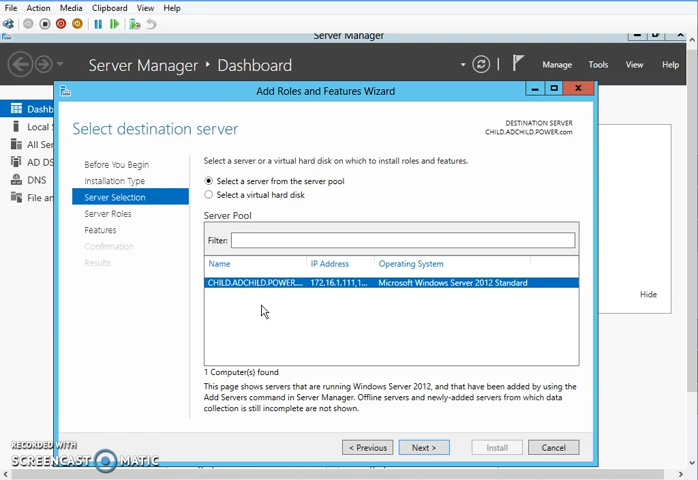 File Action Media Clipboard View Help
Server Manager
Server Manager • Dashboard
Manage Tools View Help
Add Roles and Features Wizard
Select destination server
DESTINATION SERVER
CHILD.ADCHILD.POWER.com
Dashb
Local S
All Ser
AD DS
DNS
File an
Before You Begin
Installation Type
Server Selection
Server Roles
Features
Confirmation
Results
Select a server or a virtual hard disk on which to install roles and features.
Select a server from the server pool
Select a virtual hard disk
Server Pool
Filter:
Name IP Address Operating System
CHILD.ADCHILD.POWER.... 172.16.1.111,1... Microsoft Windows Server 2012 Standard
1 Computer(s) found
This page shows servers that are running Windows Server 2012, and that have been added by using the
Add Servers command in Server Manager. Offline servers and newly-added servers from which data
collection is still incomplete are not shown.
Hide
< Previous Next > Install Cancel
RECORDED WITH
SCREENCAST MATIC